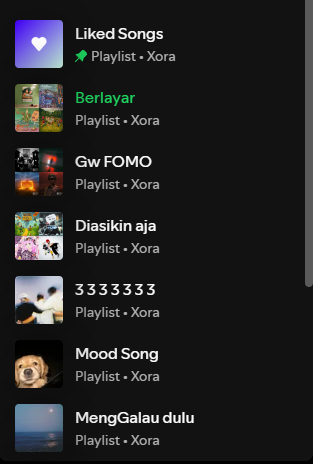 Liked Songs
Playlist • Xora
Berlayar
Playlist • Xora
Gw FOMO
Playlist • Xora
Diasikin aja
Playlist • Xora
3 3 3 3 3 3 3
Playlist • Xora
Mood Song
Playlist • Xora
MengGalau dulu
Playlist • Xora